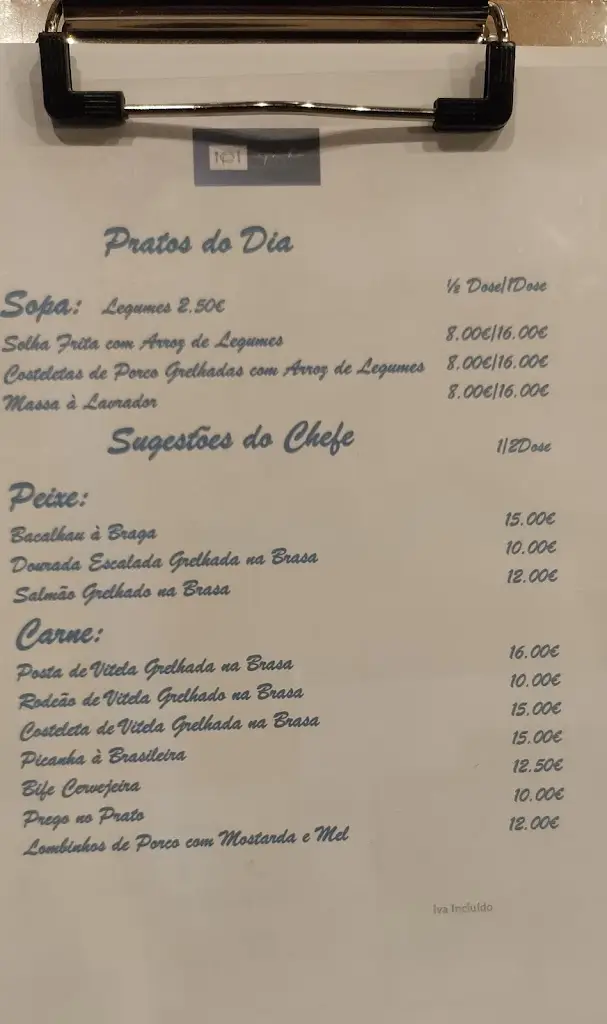 Pratos do Dia
½ Dose/1Dose
Sopa: Legumes 2.50€
Solha Frita com Arroz de Legumes 8.00€/16.00€
Costeletas de Porco Grelhadas com Arroz de Legumes 8.00€/16.00€
Massa à Lavrador 8.00€/16.00€
Sugestões do Chefe 1/2Dose
Peixe:
Bacalhau à Braga 15.00€
Dourada Escalada Grelhada na Brasa 10.00€
Salmão Grelhado na Brasa 12.00€
Carne:
Posta de Vitela Grelhada na Brasa 16.00€
Rodeão de Vitela Grelhado na Brasa 10.00€
Costeleta de Vitela Grelhada na Brasa 15.00€
Picanha à Brasileira 15.00€
Bife Cervejeira 12.50€
Prego no Prato 10.00€
Lombinhos de Porco com Mostarda e Mel 12.00€
Iva Incluído